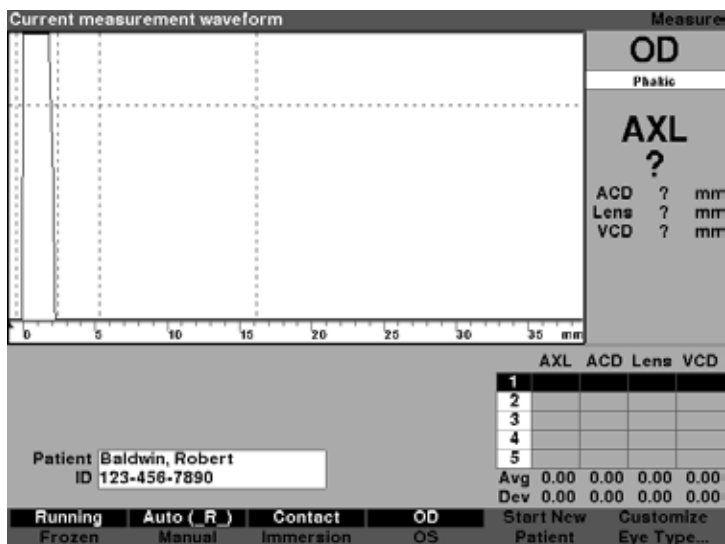 Current measurement waveform Measure
OD
Phakic
AXL
?
ACD ? mm
Lens ? mm
VCD ? mm
0 5 10 15 20 25 30 35 mm
AXL ACD Lens VCD
1
2
3
4
5
Avg 0.00 0.00 0.00 0.00
Dev 0.00 0.00 0.00 0.00
Patient Baldwin, Robert
ID 123-456-7890
Running Auto (_R_) Contact OD Start New Customize
Frozen Manual Immersion OS Patient Eye Type...